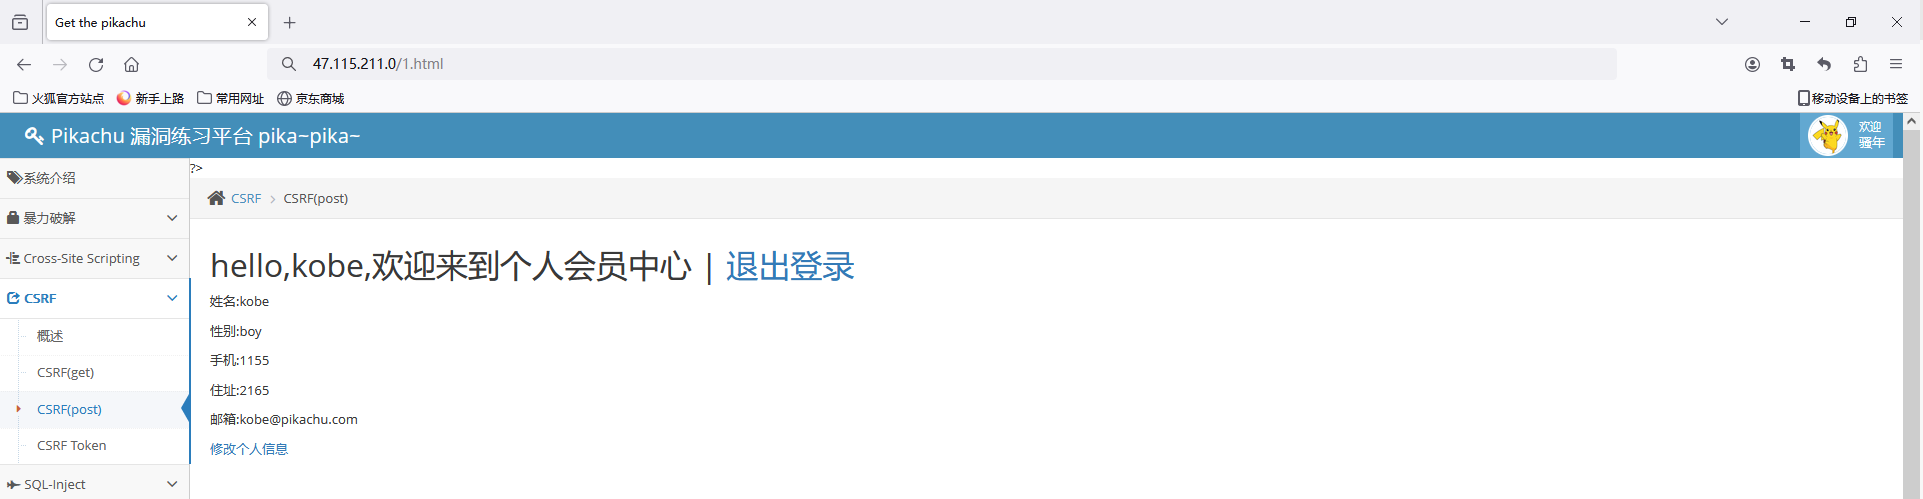 Get the pikachu
47.115.211.0/1.html
火狐官方站点 新手上路 常用网址 京东商城 移动设备上的书签
Pikachu 漏洞练习平台 pika~pika~
欢迎
骚年
系统介绍
?>
暴力破解
CSRF CSRF(post)
Cross-Site Scripting
hello,kobe,欢迎来到个人会员中心 | 退出登录
CSRF
姓名:kobe
概述
性别:boy
CSRF(get)
手机:1155
CSRF(post)
住址:2165
CSRF Token
邮箱:kobe@pikachu.com
修改个人信息
SQL-Inject